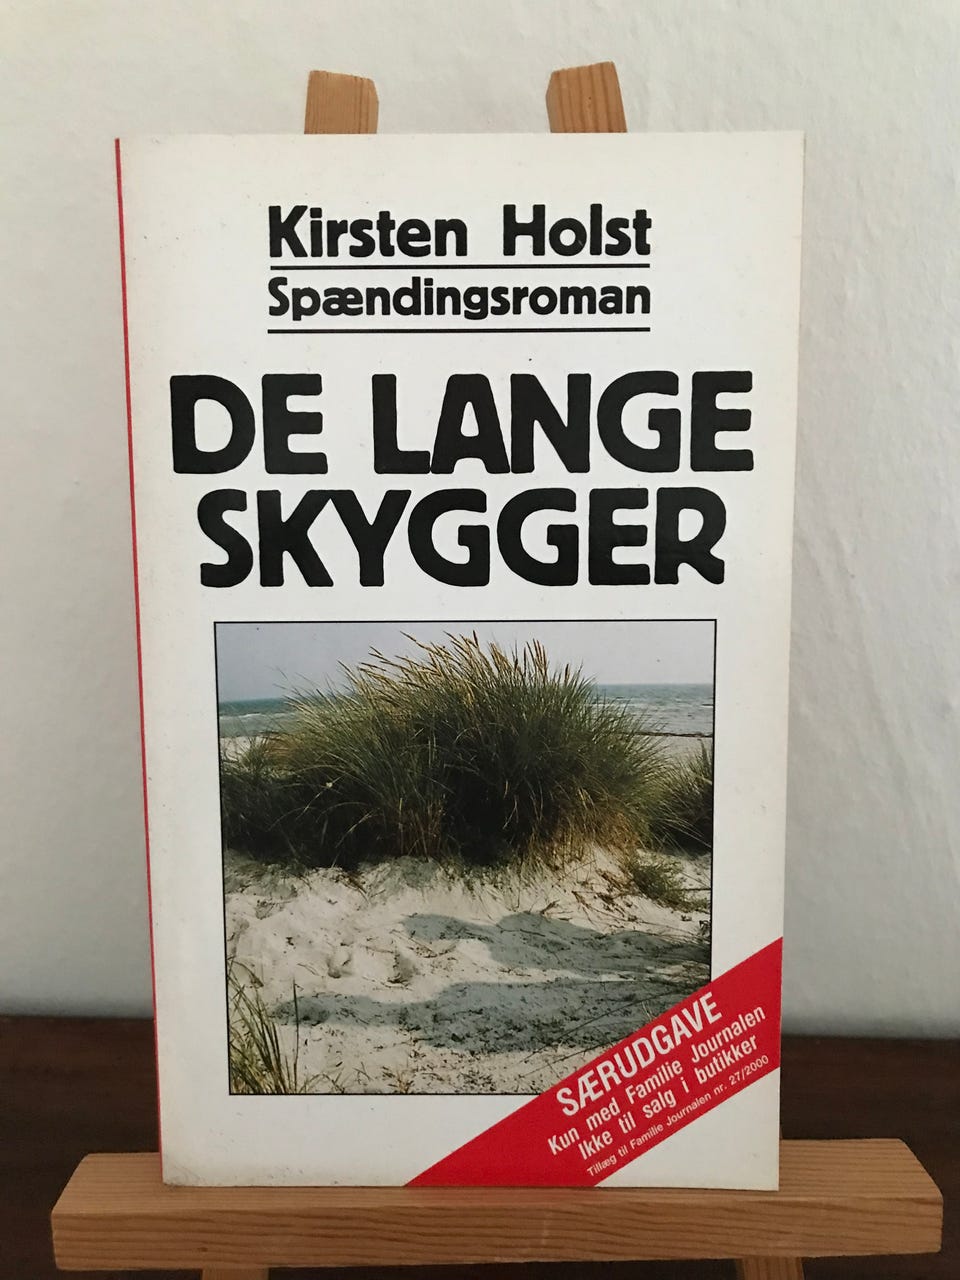 Kirsten Holst
Spændingsroman
DE LANGE
SKYGGER
SÆRUDGAVE
Kun med Familie Journalen
Ikke til salg i butikker
Tillæg til Familie Journalen nr. 27/2000